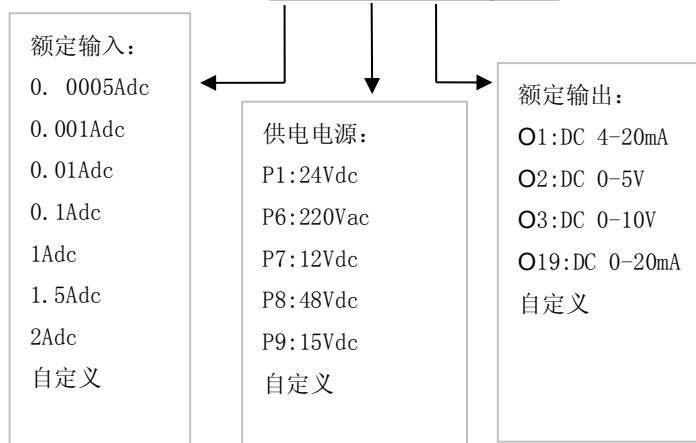 额定输入:
0. 0005Adc
0.001Adc
0.01Adc
0.1Adc
1Adc
1.5Adc
2Adc
自定义
供电电源:
P1:24Vdc
P6:220Vac
P7:12Vdc
P8:48Vdc
P9:15Vdc
自定义
额定输出:
O1:DC 4-20mA
O2:DC 0-5V
O3:DC 0-10V
O19:DC 0-20mA
自定义